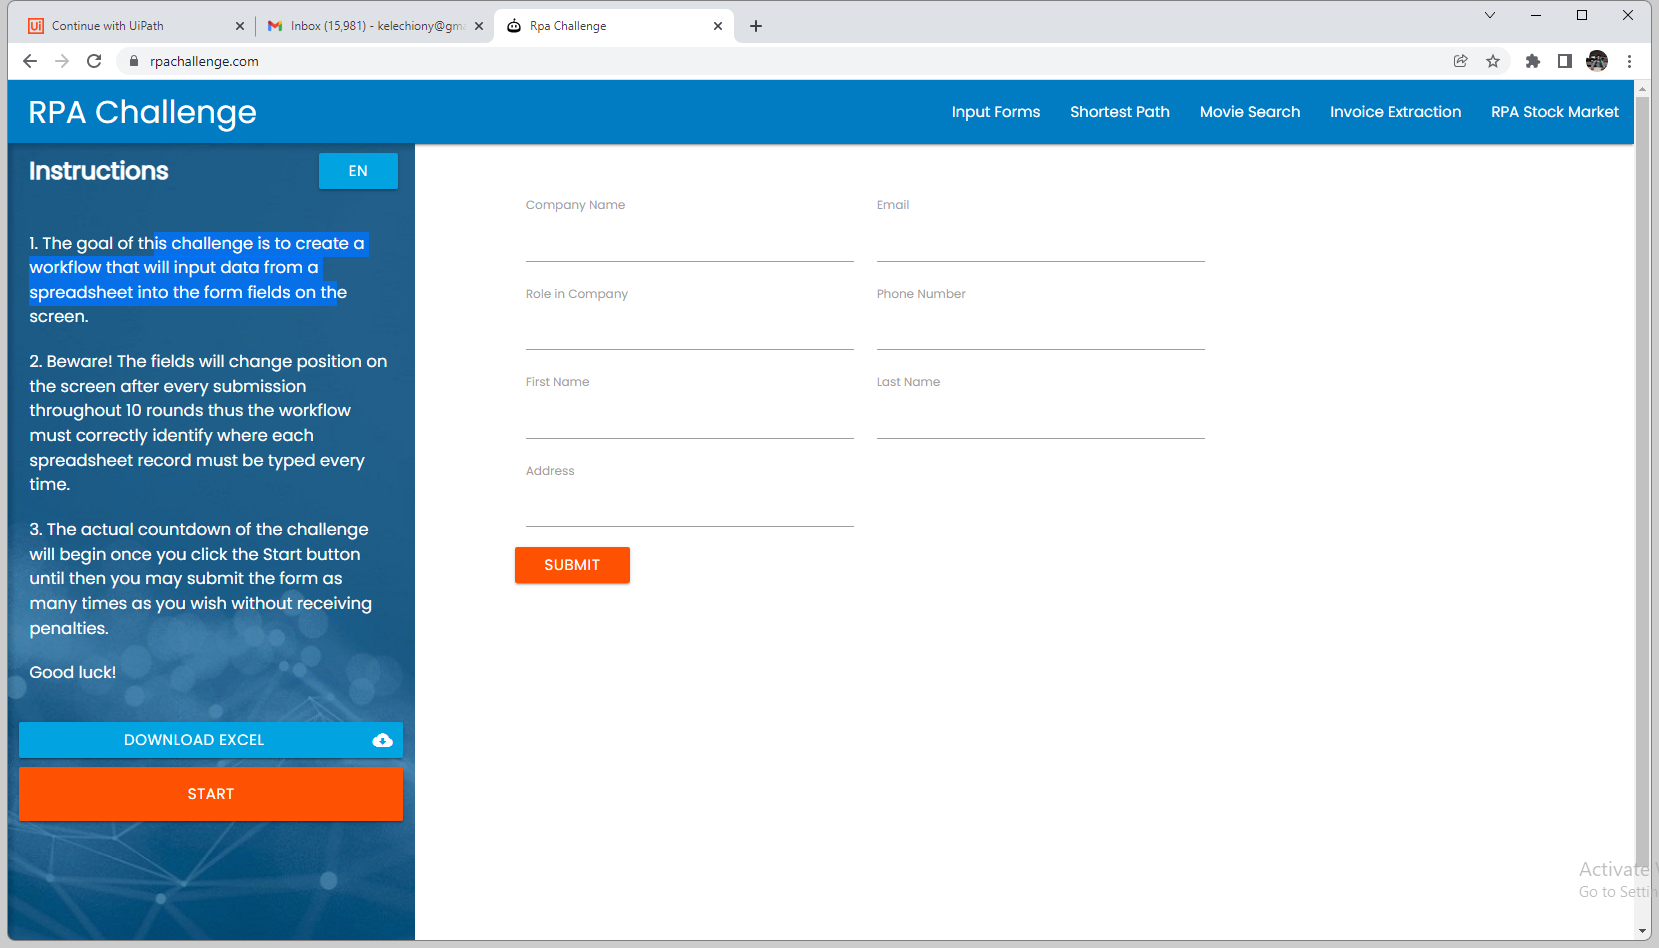 Continue with UiPath
Inbox (15,981) - kelechiony@gma
Rpa Challenge
rpachallenge.com
RPA Challenge
Input Forms
Shortest Path
Movie Search
Invoice Extraction
RPA Stock Market
Instructions
EN
1. The goal of this challenge is to create a
workflow that will input data from a
spreadsheet into the form fields on the
screen.
2. Beware! The fields will change position on
the screen after every submission
throughout 10 rounds thus the workflow
must correctly identify where each
spreadsheet record must be typed every
time.
3. The actual countdown of the challenge
will begin once you click the Start button
until then you may submit the form as
many times as you wish without receiving
penalties.
Good luck!
DOWNLOAD EXCEL
START
Company Name
Email
Role in Company
Phone Number
First Name
Last Name
Address
SUBMIT
Activate
Go to